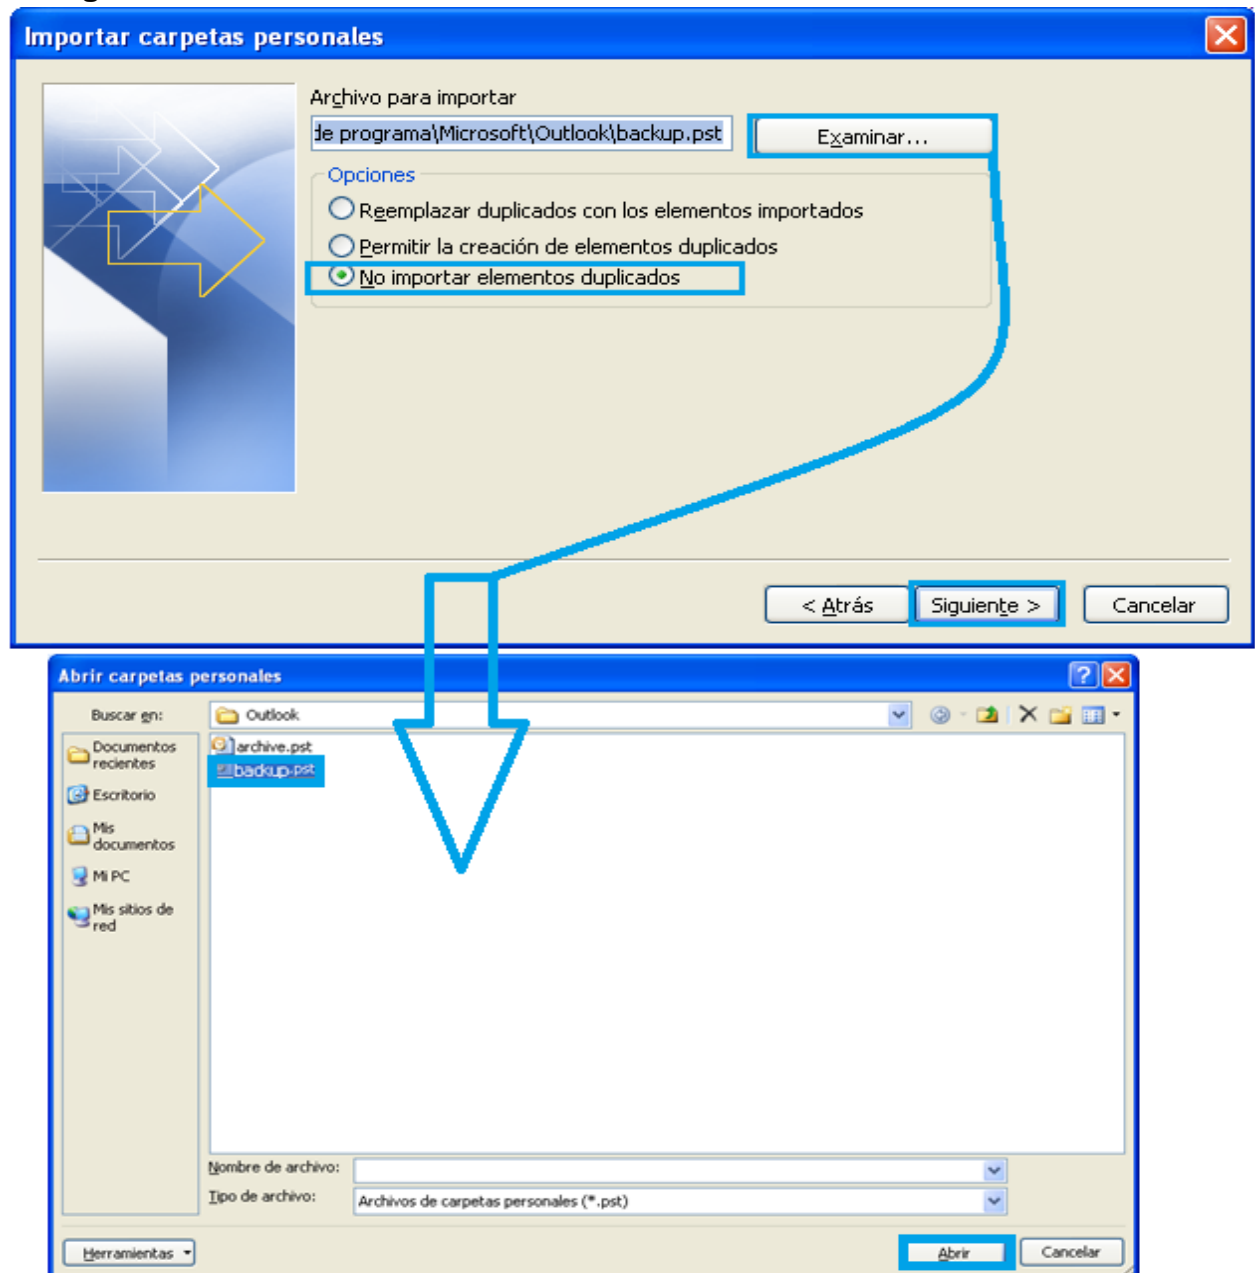 Importar carpetas personales
Archivo para importar
de programa\Microsoft\Outlook\backup.pst
Examinar...
Opciones
Reemplazar duplicados con los elementos importados
Permitir la creación de elementos duplicados
No importar elementos duplicados
< Atrás
Siguiente >
Cancelar
Abrir carpetas personales
Buscar en:
Outlook
Documentos
recientes
archive.pst
backup.pst
Escritorio
Mis
documentos
Mi PC
Mis sitios de
red
Nombre de archivo:
Tipo de archivo:
Archivos de carpetas personales (*.pst)
Herramientas
Abrir
Cancelar